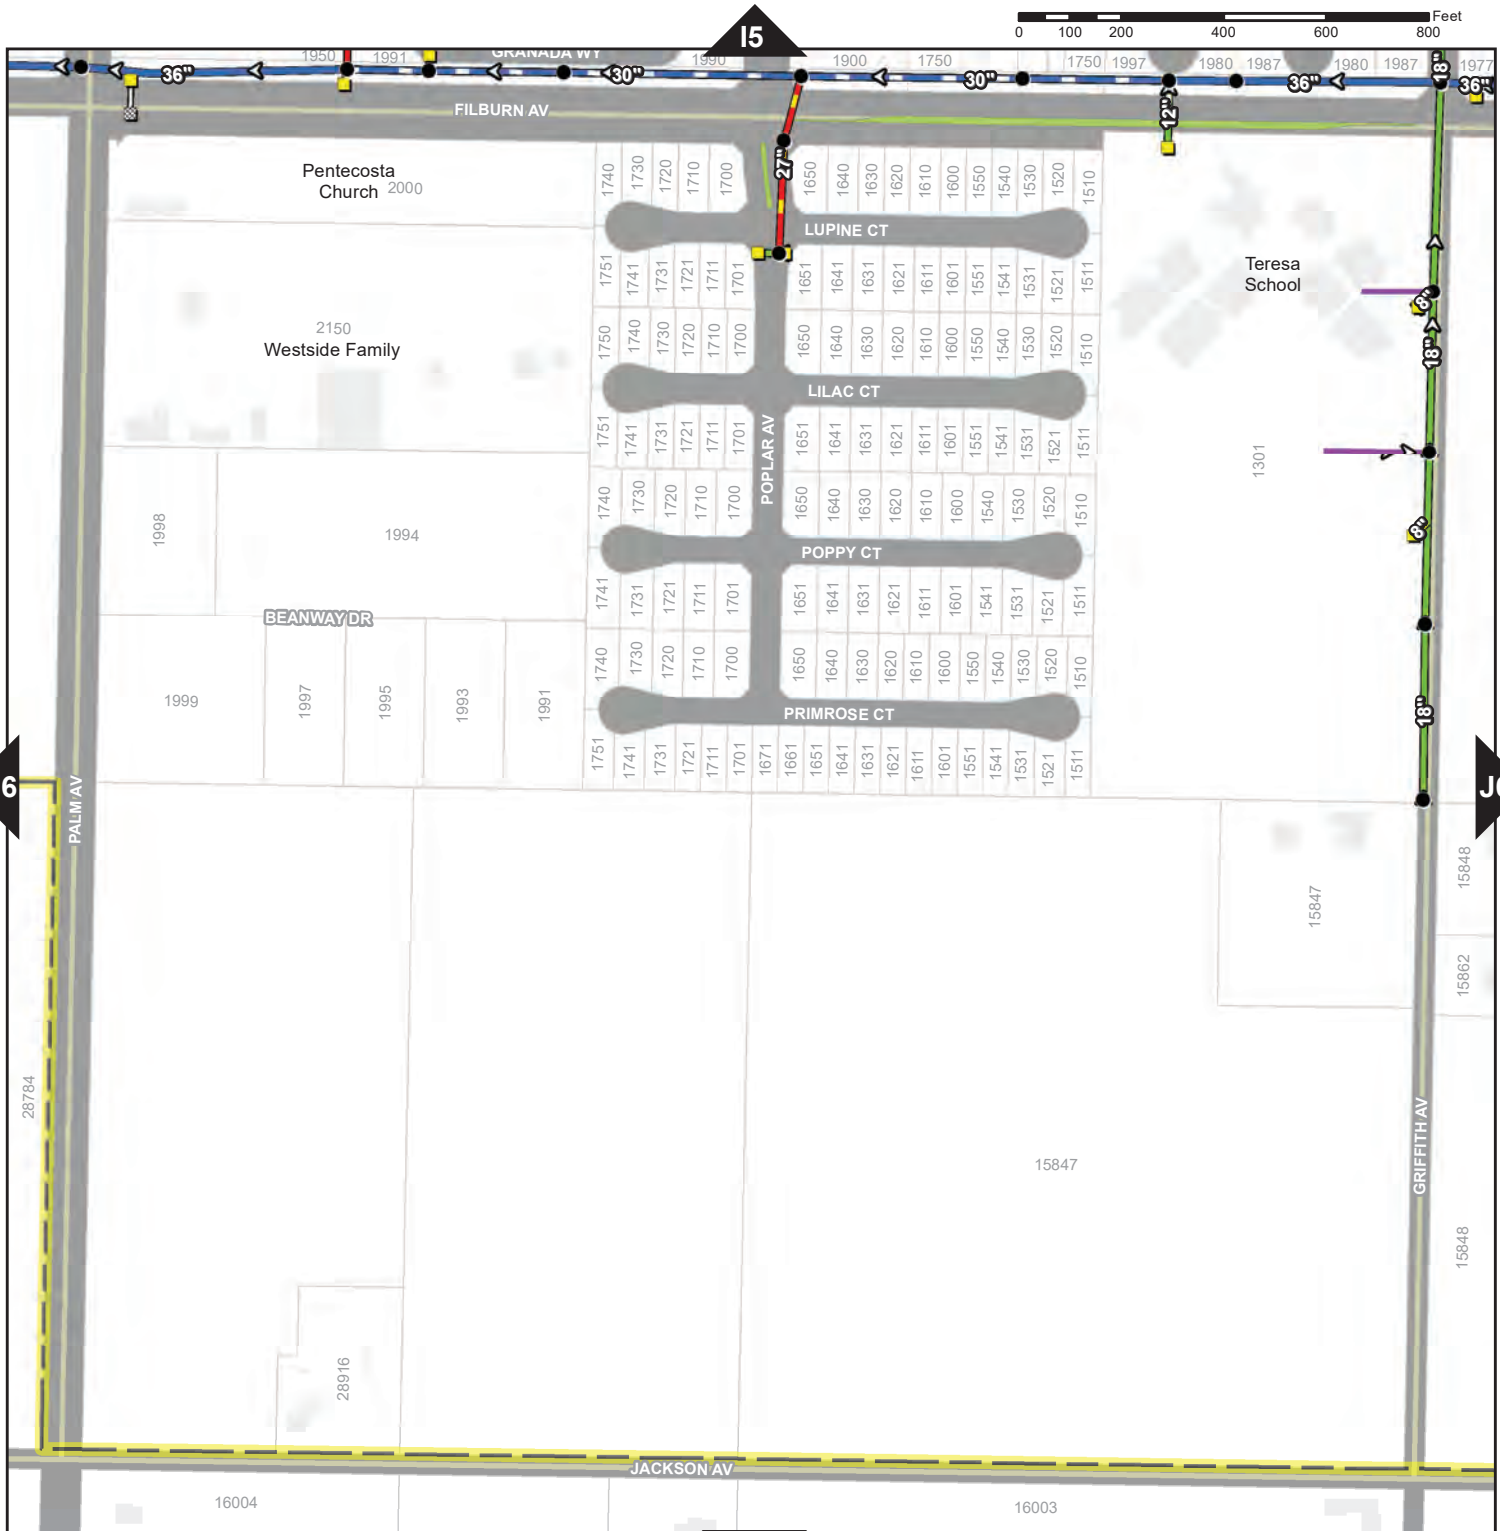 I5
Feet
0 100 200 400 600 800
1950 1991 GRANADA WY 1990 1900 1750 1750 1997 1980 1987 1980 1987 1977
36" 30" 30" 36" 18" 36"
FILBURN AV
12"
27"
Pentecosta
Church
2000
1740 1730 1720 1710 1700 1650 1640 1630 1620 1610 1600 1550 1540 1530 1520 1510
LUPINE CT
1751 1741 1731 1721 1711 1701 1651 1641 1631 1621 1611 1601 1551 1541 1531 1521 1511
Teresa
School
8"
2150
Westside Family
1750 1740 1730 1720 1710 1700 1650 1640 1630 1620 1610 1600 1550 1540 1530 1520 1510
18"
LILAC CT
POPLAR AV
1751 1741 1731 1721 1711 1701 1651 1641 1631 1621 1611 1601 1551 1541 1531 1521 1511
1301
1740 1730 1720 1710 1700 1650 1640 1630 1620 1610 1600 1540 1530 1520 1510
8"
1998
1994
POPPY CT
1741 1731 1721 1711 1701 1651 1641 1631 1621 1611 1601 1541 1531 1521 1511
BEANWAY DR
1740 1730 1720 1710 1700 1650 1640 1630 1620 1610 1600 1550 1540 1530 1520 1510
1999 1997 1995 1993 1991
18"
PRIMROSE CT
1751 1741 1731 1721 1711 1701 1671 1661 1651 1641 1631 1621 1611 1601 1551 1541 1531 1521 1511
6
PALM AV
15848
15847
15862
28784
15847
GRIFFITH AV
15848
28916
JACKSON AV
16004
16003